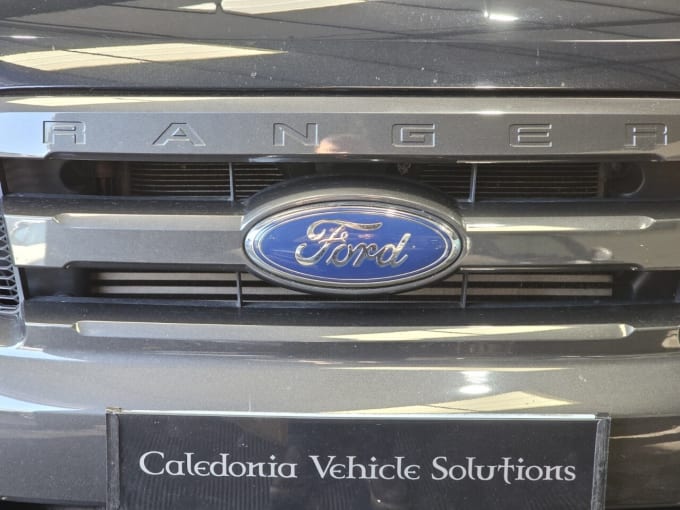 RANGER
Ford
Caledonia Vehicle Solutions